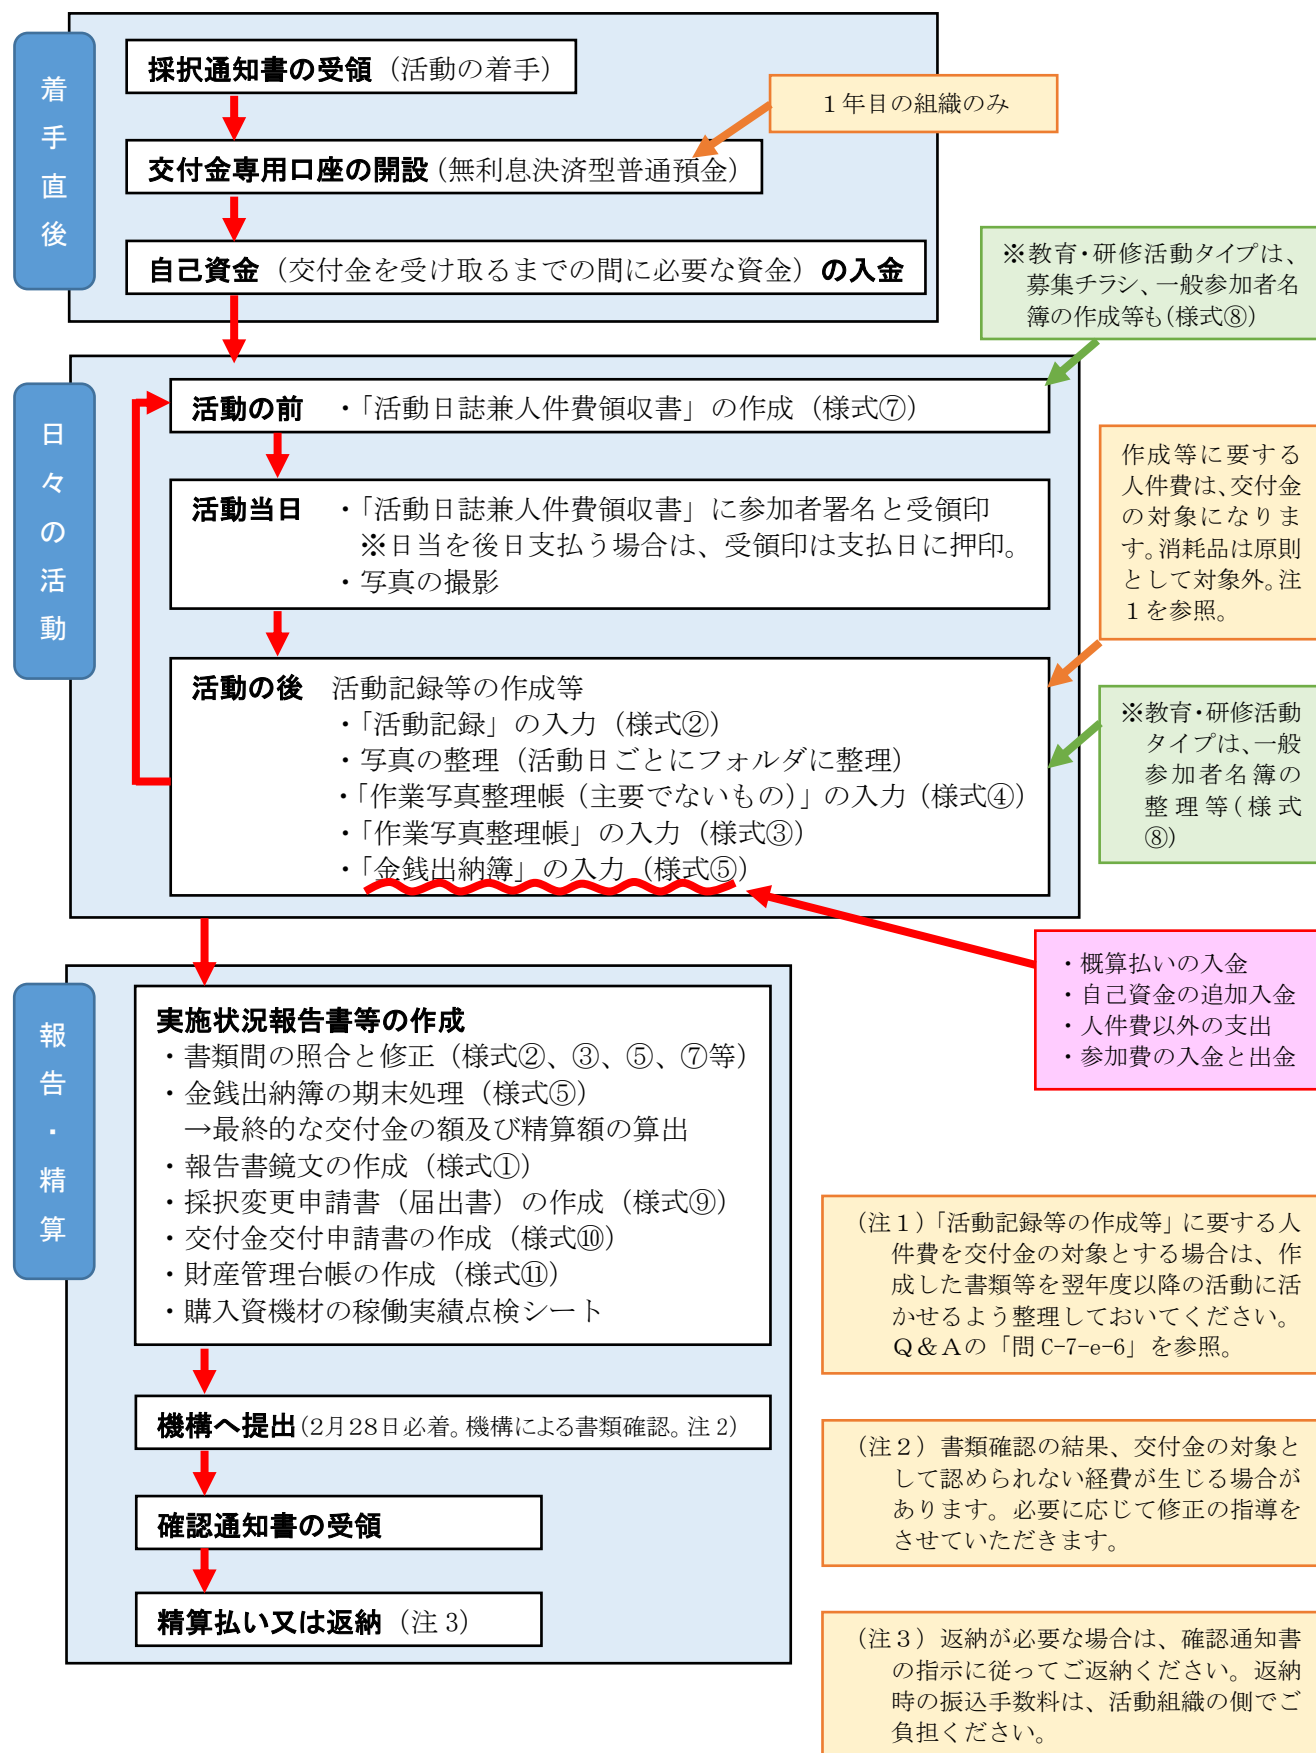 着手直後
採択通知書の受領（活動の着手）
１年目の組織のみ
交付金専用口座の開設（無利息決済型普通預金）
自己資金（交付金を受け取るまでの間に必要な資金）の入金
※教育・研修活動タイプは、
募集チラシ、一般参加者名
簿の作成等も（様式⑧）
日々の活動
活動の前　・「活動日誌兼人件費領収書」の作成（様式⑦）
活動当日　・「活動日誌兼人件費領収書」に参加者署名と受領印
※日当を後日支払う場合は、受領印は支払日に押印。
・写真の撮影
作成等に要する
人件費は、交付金
の対象になりま
す。消耗品は原則
として対象外。注
１を参照。
活動の後　活動記録等の作成等
・「活動記録」の入力（様式②）
・写真の整理（活動日ごとにフォルダに整理）
・「作業写真整理帳（主要でないもの）」の入力（様式④）
・「作業写真整理帳」の入力（様式③）
・「金銭出納簿」の入力（様式⑤）
※教育・研修活動
タイプは、一般
参加者名簿の
整理等（様式
⑧）
・概算払いの入金
・自己資金の追加入金
・人件費以外の支出
・参加費の入金と出金
報告・精算
実施状況報告書等の作成
・書類間の照合と修正（様式②、③、⑤、⑦等）
・金銭出納簿の期末処理（様式⑤）
→最終的な交付金の額及び精算額の算出
・報告書鏡文の作成（様式①）
・採択変更申請書（届出書）の作成（様式⑨）
・交付金交付申請書の作成（様式⑩）
・財産管理台帳の作成（様式⑪）
・購入資機材の稼働実績点検シート
機構へ提出（２月２８日必着。機構による書類確認。注２）
確認通知書の受領
精算払い又は返納（注３）
（注１）「活動記録等の作成等」に要する人
件費を交付金の対象とする場合は、作
成した書類等を翌年度以降の活動に活
かせるよう整理しておいてください。
Ｑ＆Ａの「問 C-7-e-6」を参照。
（注２）書類確認の結果、交付金の対象と
して認められない経費が生じる場合が
あります。必要に応じて修正の指導を
させていただきます。
（注３）返納が必要な場合は、確認通知書
の指示に従ってご返納ください。返納
時の振込手数料は、活動組織の側でご
負担ください。